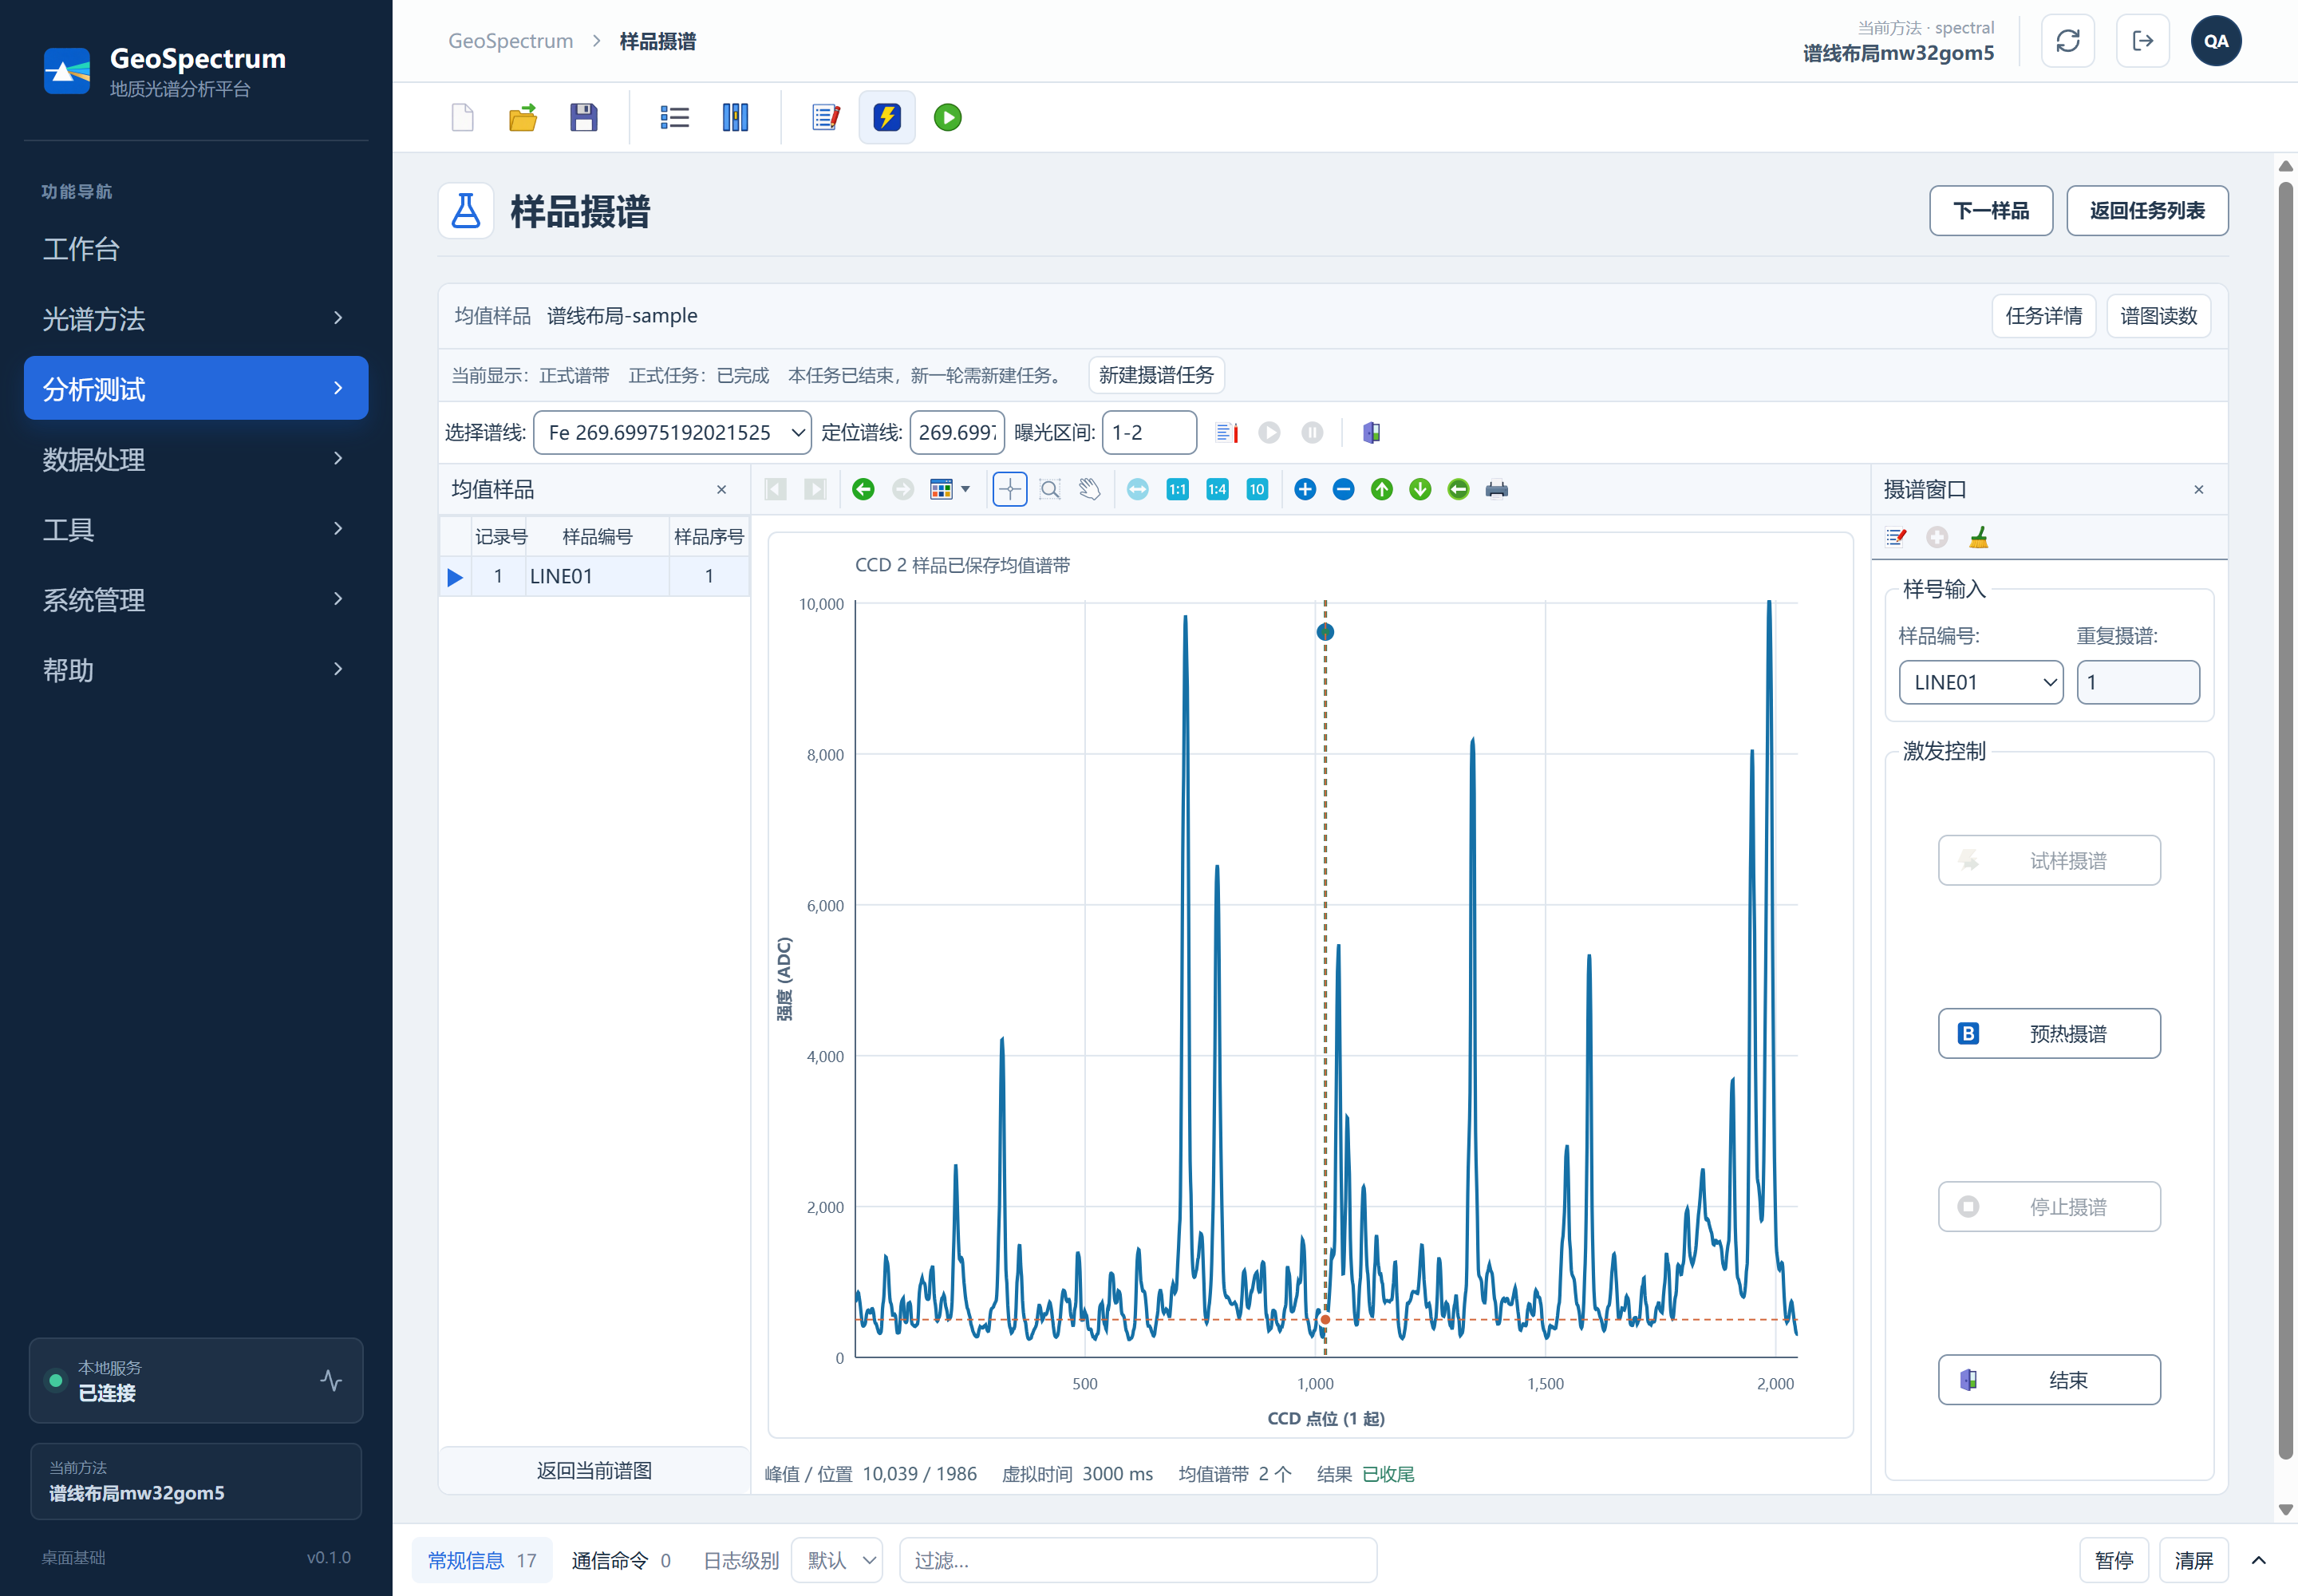 GeoSpectrum
地质光谱分析平台
功能导航
工作台
光谱方法
分析测试
数据处理
工具
系统管理
帮助
本地服务
已连接
当前方法
谱线布局mw32gom5
桌面基础 v0.1.0
GeoSpectrum 样品摄谱
当前方法 · spectral
谱线布局mw32gom5
QA
样品摄谱
下一样品 返回任务列表
均值样品 谱线布局-sample 任务详情 谱图读数
当前显示：正式谱带 正式任务：已完成 本任务已结束，新一轮需新建任务。 新建摄谱任务
选择谱线: Fe 269.69975192021525 定位谱线: 269.6997 曝光区间: 1-2
均值样品 ×
1:1 1:4 10
摄谱窗口 ×
记录号 样品编号 样品序号
1 LINE01 1
返回当前谱图
CCD 2 样品已保存均值谱带
10,000
8,000
6,000
4,000
2,000
0
强度 (ADC)
500 1,000 1,500 2,000
CCD 点位 (1 起)
峰值 / 位置 10,039 / 1986 虚拟时间 3000 ms 均值谱带 2 个 结果 已收尾
样号输入
样品编号: 重复摄谱:
LINE01 1
激发控制
试样摄谱
B 预热摄谱
停止摄谱
结束
常规信息 17 通信命令 0 日志级别 默认 过滤... 暂停 清屏